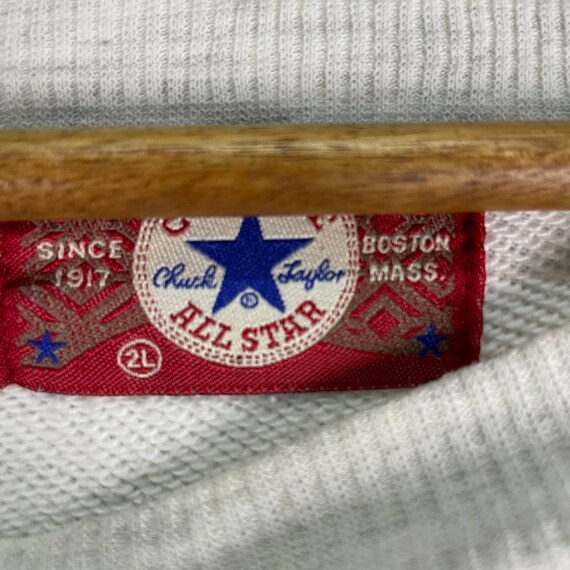 SINCE
1917
Chuck Taylor
®
ALL STAR
BOSTON
MASS.
2L